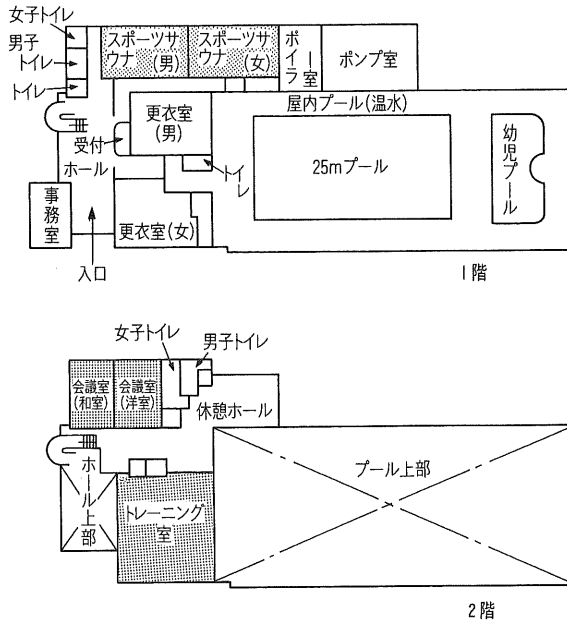 女子トイレ
男子
トイレ
トイレ
スポーツサ
ウナ
(男)
スポーツサ
ウナ
(女)
ボイラー室
ポンプ室
更衣室
(男)
受付
ホール
トイレ
屋内プール(温水)
25mプール
幼児プール
事務室
更衣室(女)
入口
1階
女子トイレ
男子トイレ
会議室
(和室)
会議室
(洋室)
休憩ホール
ホール上部
プール上部
トレーニング
室
2階